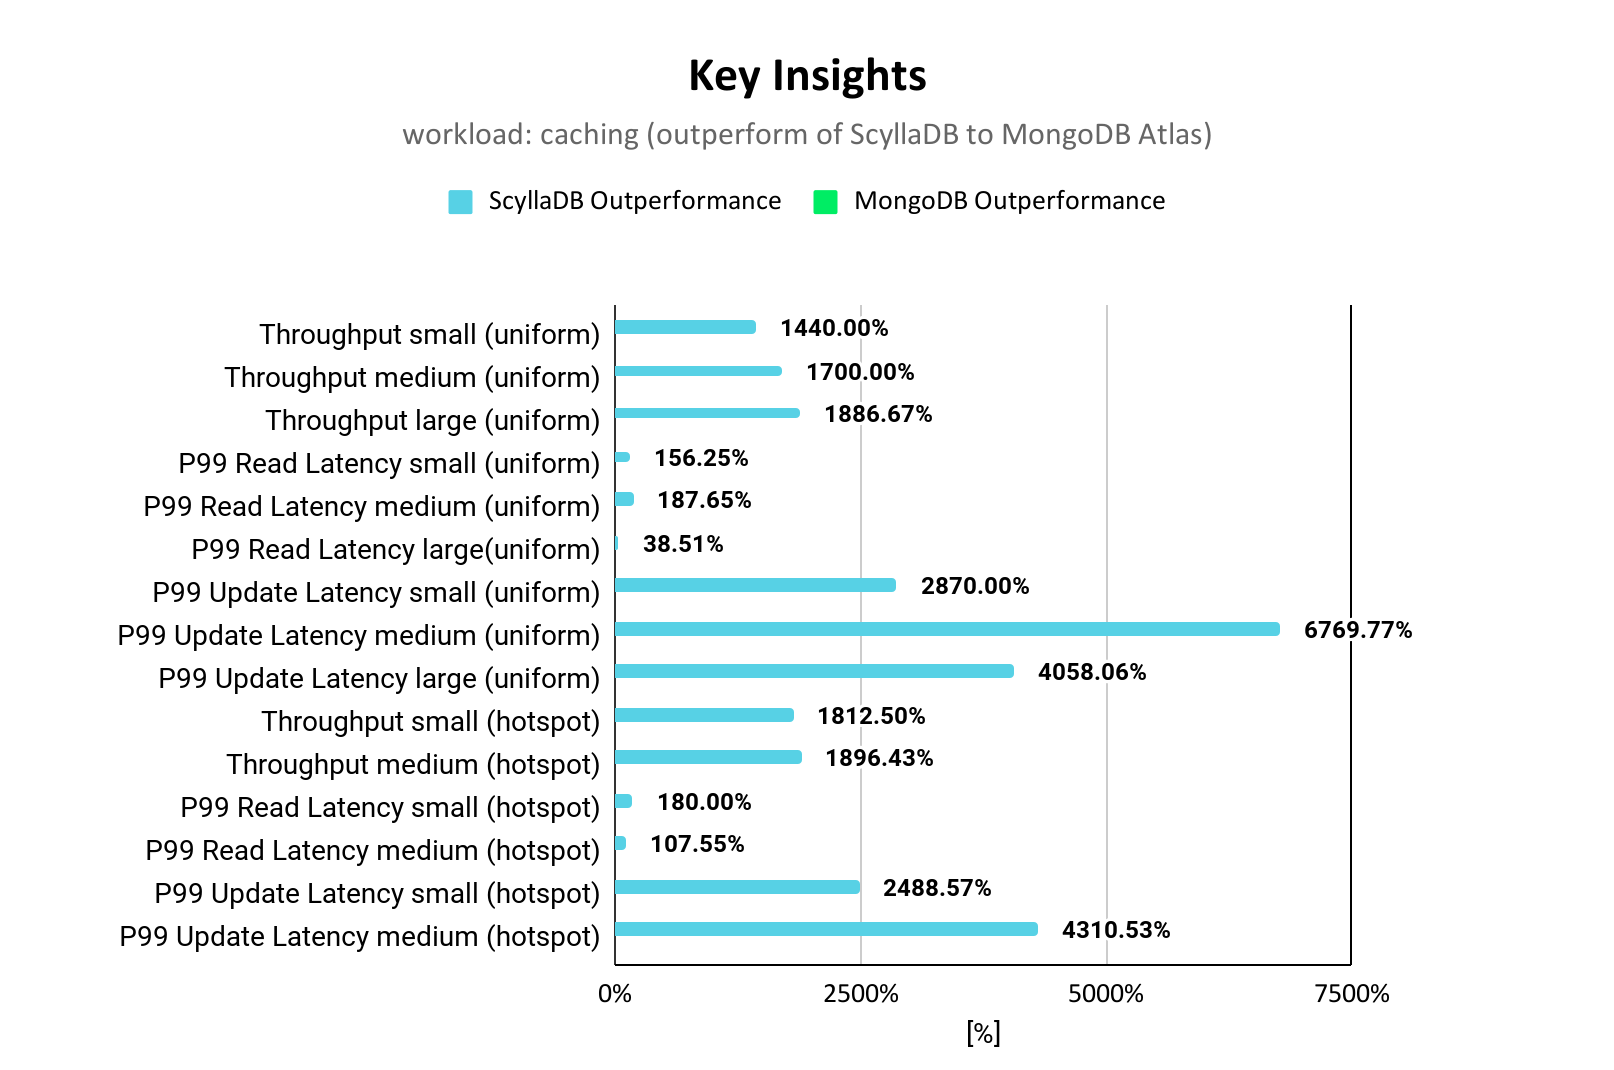 Key Insights
workload: caching (outperform of ScyllaDB to MongoDB Atlas)
ScyllaDB Outperformance MongoDB Outperformance
Throughput small (uniform) 1440.00%
Throughput medium (uniform) 1700.00%
Throughput large (uniform) 1886.67%
P99 Read Latency small (uniform) 156.25%
P99 Read Latency medium (uniform) 187.65%
P99 Read Latency large(uniform) 38.51%
P99 Update Latency small (uniform) 2870.00%
P99 Update Latency medium (uniform) 6769.77%
P99 Update Latency large (uniform) 4058.06%
Throughput small (hotspot) 1812.50%
Throughput medium (hotspot) 1896.43%
P99 Read Latency small (hotspot) 180.00%
P99 Read Latency medium (hotspot) 107.55%
P99 Update Latency small (hotspot) 2488.57%
P99 Update Latency medium (hotspot) 4310.53%
0% 2500% 5000% 7500%
[%]